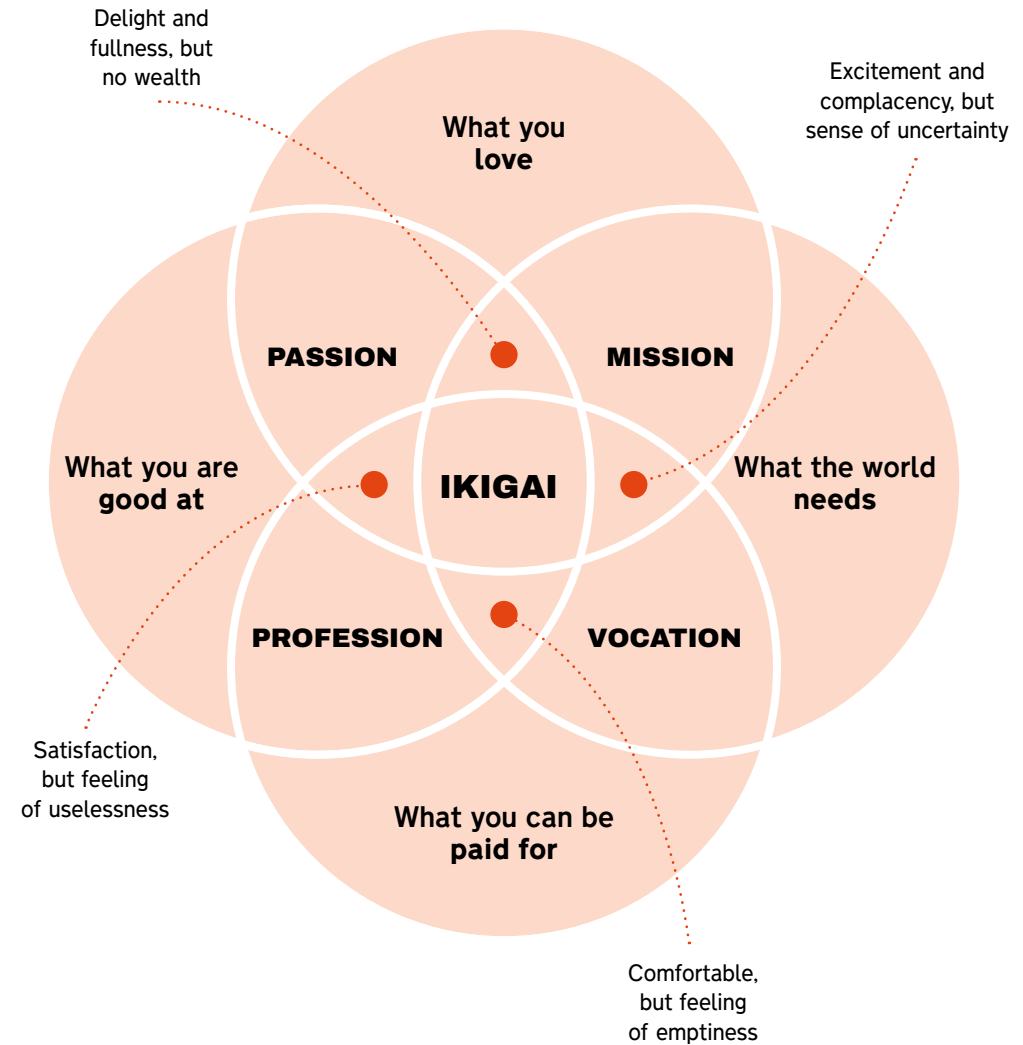 Delight and
fullness, but
no wealth
Excitement and
complacency, but
sense of uncertainty
What you
love
PASSION
MISSION
What you are
good at
IKIGAI
What the world
needs
PROFESSION
VOCATION
Satisfaction,
but feeling
of uselessness
What you can be
paid for
Comfortable,
but feeling
of emptiness